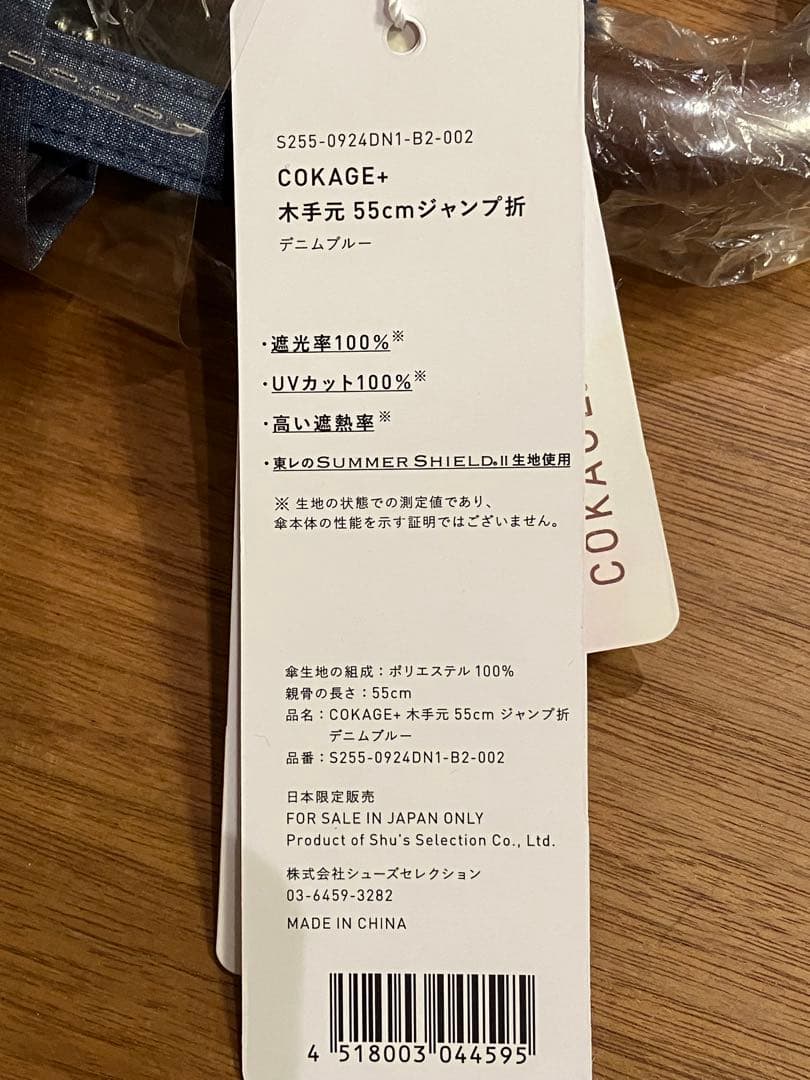 S255-0924DN1-B2-002
COKAGE+
木手元 55cmジャンプ折
デニムブルー
・遮光率100%※
・UVカット100%※
・高い遮熱率※
・東レのSUMMER SHIELD®II生地使用
※ 生地の状態での測定値であり、
傘本体の性能を示す証明ではございません。
傘生地の組成：ポリエステル 100%
親骨の長さ：55cm
品名：COKAGE+ 木手元 55cm ジャンプ折
デニムブルー
品番：S255-0924DN1-B2-002
日本限定販売
FOR SALE IN JAPAN ONLY
Product of Shu's Selection Co., Ltd.
株式会社シューズセレクション
03-6459-3282
MADE IN CHINA
4 518003 044595
COKAGE